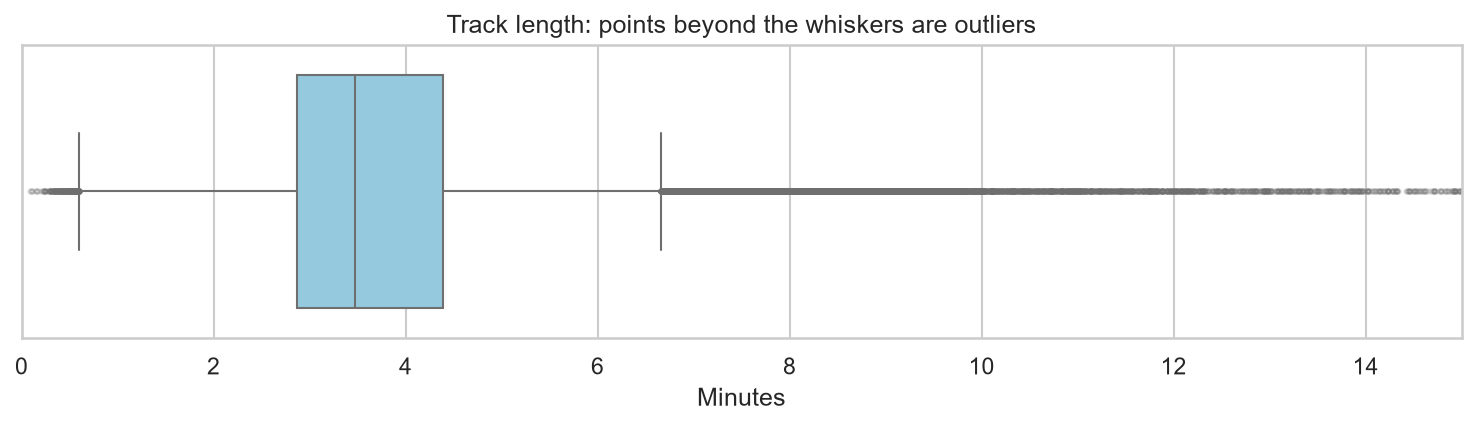 Track length: points beyond the whiskers are outliers
0 2 4 6 8 10 12 14
Minutes